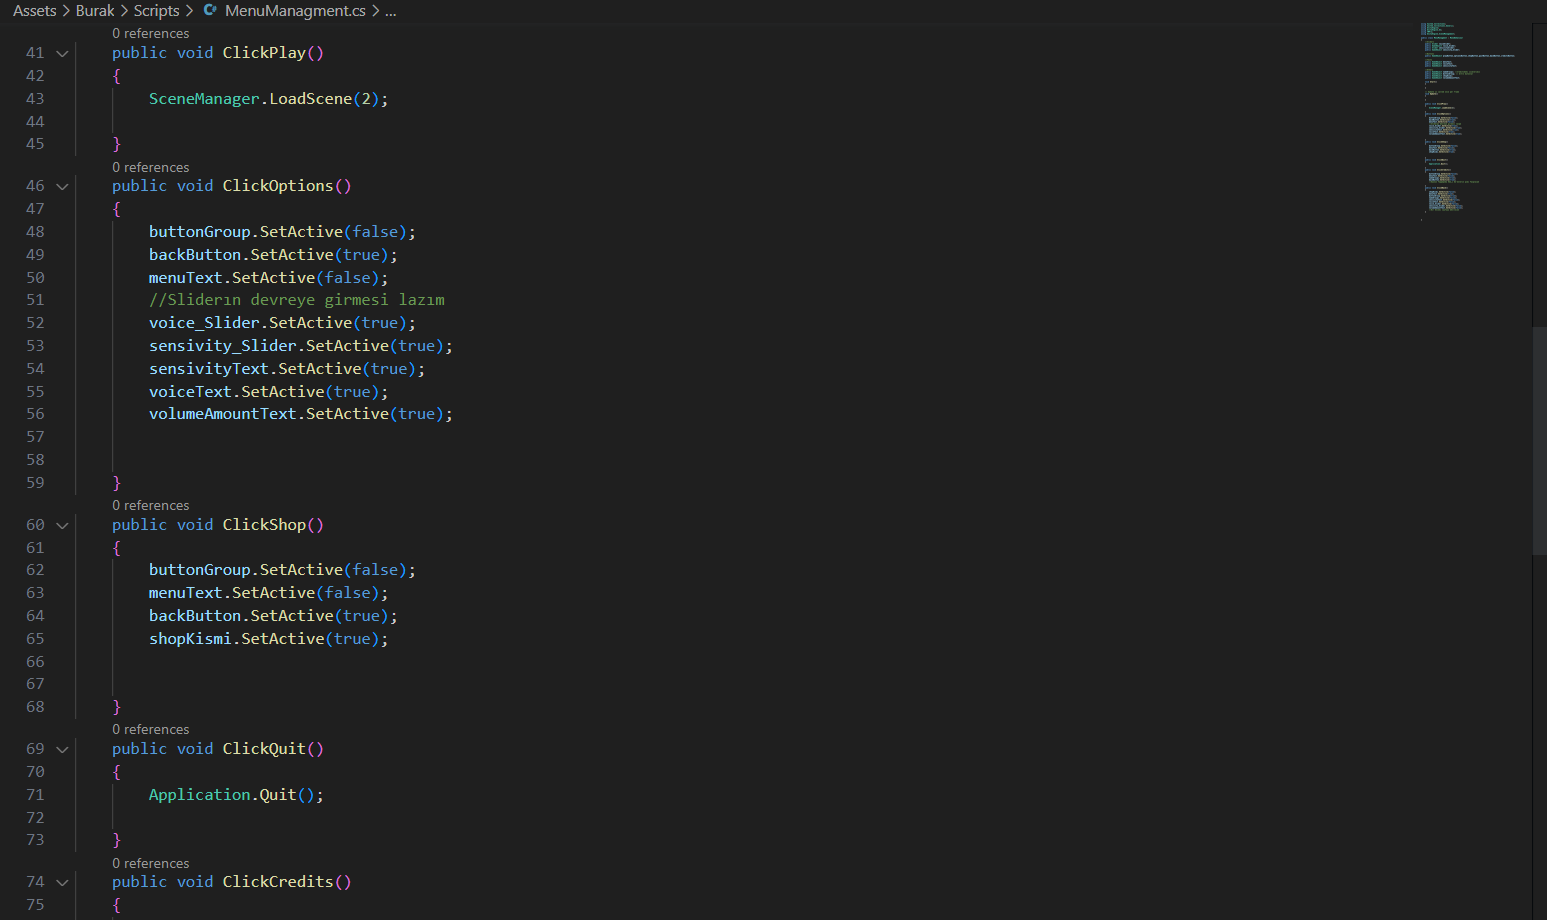 Assets > Burak > Scripts > MenuManagment.cs > ...
0 references
41 public void ClickPlay()
42 {
43 SceneManager.LoadScene(2);
44
45 }
0 references
46 public void ClickOptions()
47 {
48 buttonGroup.SetActive(false);
49 backButton.SetActive(true);
50 menuText.SetActive(false);
51 //Sliderın devreye girmesi lazım
52 voice_Slider.SetActive(true);
53 sensivity_Slider.SetActive(true);
54 sensivityText.SetActive(true);
55 voiceText.SetActive(true);
56 volumeAmountText.SetActive(true);
57
58
59 }
0 references
60 public void ClickShop()
61 {
62 buttonGroup.SetActive(false);
63 menuText.SetActive(false);
64 backButton.SetActive(true);
65 shopKismi.SetActive(true);
66
67
68 }
0 references
69 public void ClickQuit()
70 {
71 Application.Quit();
72
73 }
0 references
74 public void ClickCredits()
75 {